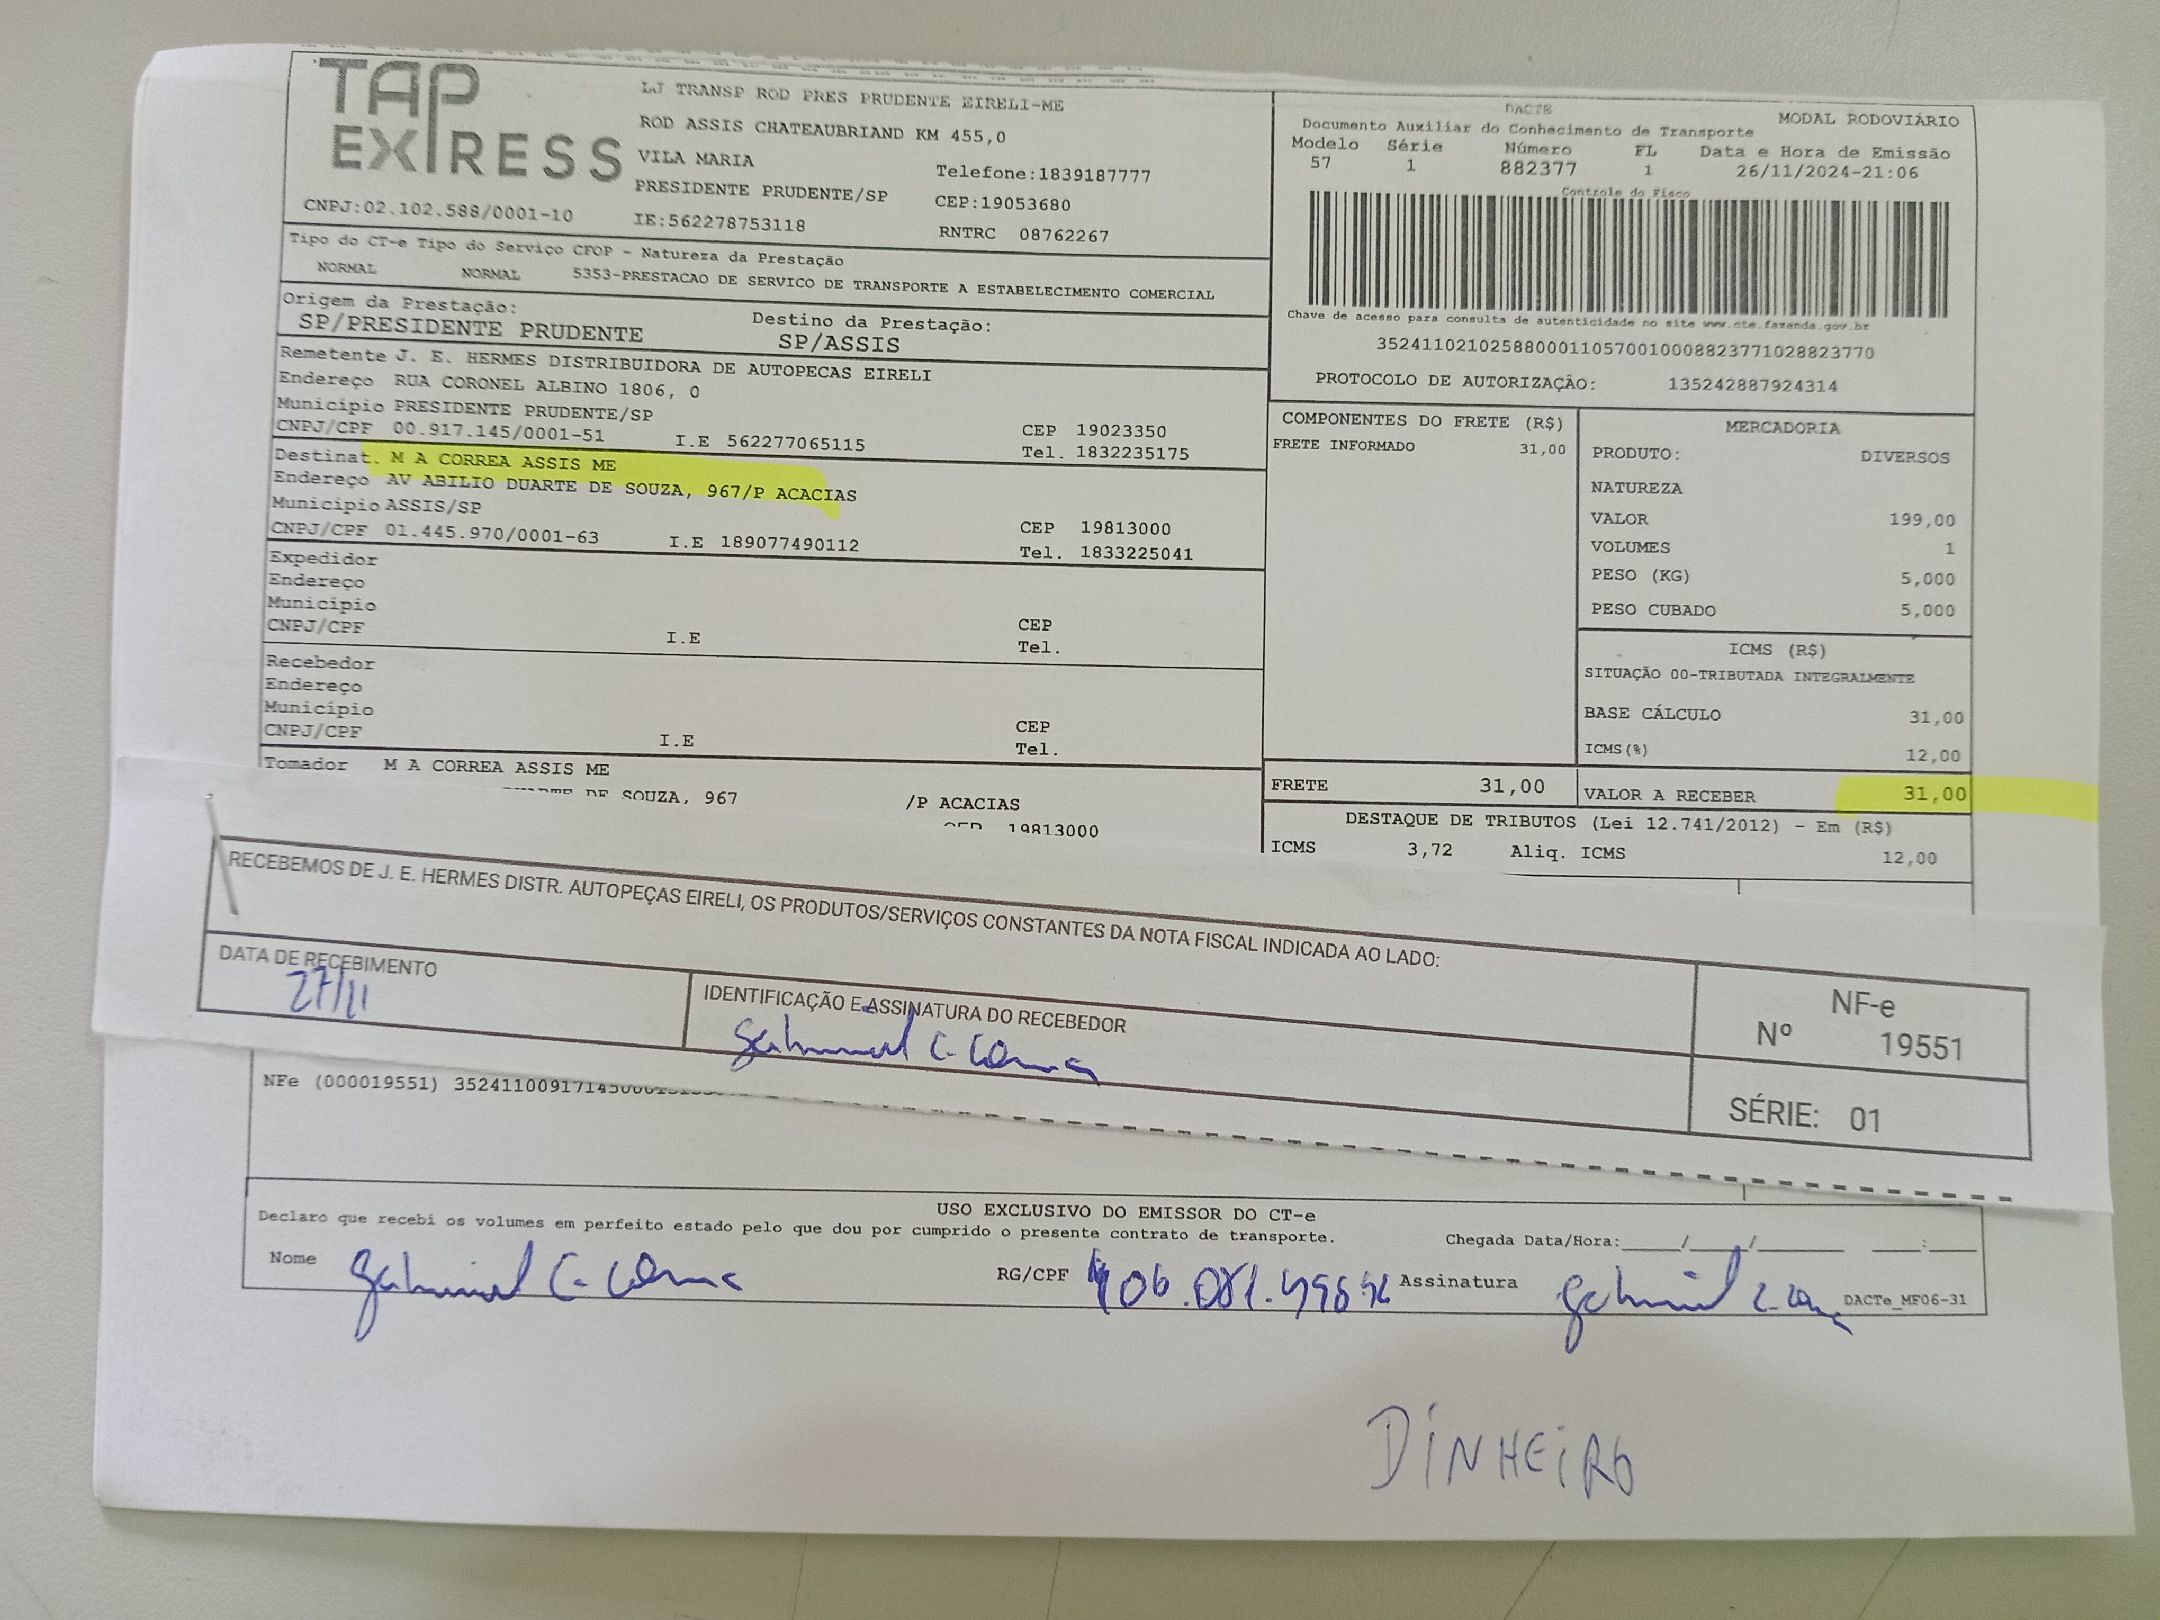 TAP EXPRESS
LJ TRANSP ROD PRES PRUDENTE EIRELI-ME
ROD ASSIS CHATEAUBRIAND KM 455,0
VILA MARIA
Telefone:1839187777
PRESIDENTE PRUDENTE/SP CEP:19053680
CNPJ:02.102.588/0001-10 IE:562278753118 RNTRC 08762267
DACTE MODAL RODOVIÁRIO
Documento Auxiliar do Conhecimento de Transporte
Modelo Série Número FL Data e Hora de Emissão
57 1 882377 1 26/11/2024-21:06
Controle do Fisco
Chave de acesso para consulta de autenticidade no site www.cte.fazenda.gov.br
35241102102588000110570010008823771028823770
PROTOCOLO DE AUTORIZAÇÃO: 135242887924314
Tipo do CT-e Tipo do Serviço CFOP - Natureza da Prestação
NORMAL NORMAL 5353-PRESTACAO DE SERVICO DE TRANSPORTE A ESTABELECIMENTO COMERCIAL
Origem da Prestação: Destino da Prestação:
SP/PRESIDENTE PRUDENTE SP/ASSIS
Remetente J. E. HERMES DISTRIBUIDORA DE AUTOPECAS EIRELI
Endereço RUA CORONEL ALBINO 1806, 0
Município PRESIDENTE PRUDENTE/SP CEP 19023350
CNPJ/CPF 00.917.145/0001-51 I.E 562277065115 Tel. 1832235175
Destinat. M A CORREA ASSIS ME
Endereço AV ABILIO DUARTE DE SOUZA, 967/P ACACIAS
Município ASSIS/SP CEP 19813000
CNPJ/CPF 01.445.970/0001-63 I.E 189077490112 Tel. 1833225041
Expedidor
Endereço
Município CEP
CNPJ/CPF I.E Tel.
Recebedor
Endereço
Município CEP
CNPJ/CPF I.E Tel.
Tomador M A CORREA ASSIS ME
DE SOUZA, 967 /P ACACIAS
CEP 19813000
COMPONENTES DO FRETE (R$)
FRETE INFORMADO 31,00
MERCADORIA
PRODUTO: DIVERSOS
NATUREZA
VALOR 199,00
VOLUMES 1
PESO (KG) 5,000
PESO CUBADO 5,000
ICMS (R$)
SITUAÇÃO 00-TRIBUTADA INTEGRALMENTE
BASE CÁLCULO 31,00
ICMS(%) 12,00
FRETE 31,00 VALOR A RECEBER 31,00
DESTAQUE DE TRIBUTOS (Lei 12.741/2012) - Em (R$)
ICMS 3,72 Aliq. ICMS 12,00
RECEBEMOS DE J. E. HERMES DISTR. AUTOPEÇAS EIRELI, OS PRODUTOS/SERVIÇOS CONSTANTES DA NOTA FISCAL INDICADA AO LADO:
DATA DE RECEBIMENTO
27/11
IDENTIFICAÇÃO E ASSINATURA DO RECEBEDOR
NF-e
Nº 19551
SÉRIE: 01
NFe (000019551)
USO EXCLUSIVO DO EMISSOR DO CT-e
Declaro que recebi os volumes em perfeito estado pelo que dou por cumprido o presente contrato de transporte.
Chegada Data/Hora:____/____/______ ____:____
Nome RG/CPF Assinatura
DACTe_MF06-31
DINHEIRO